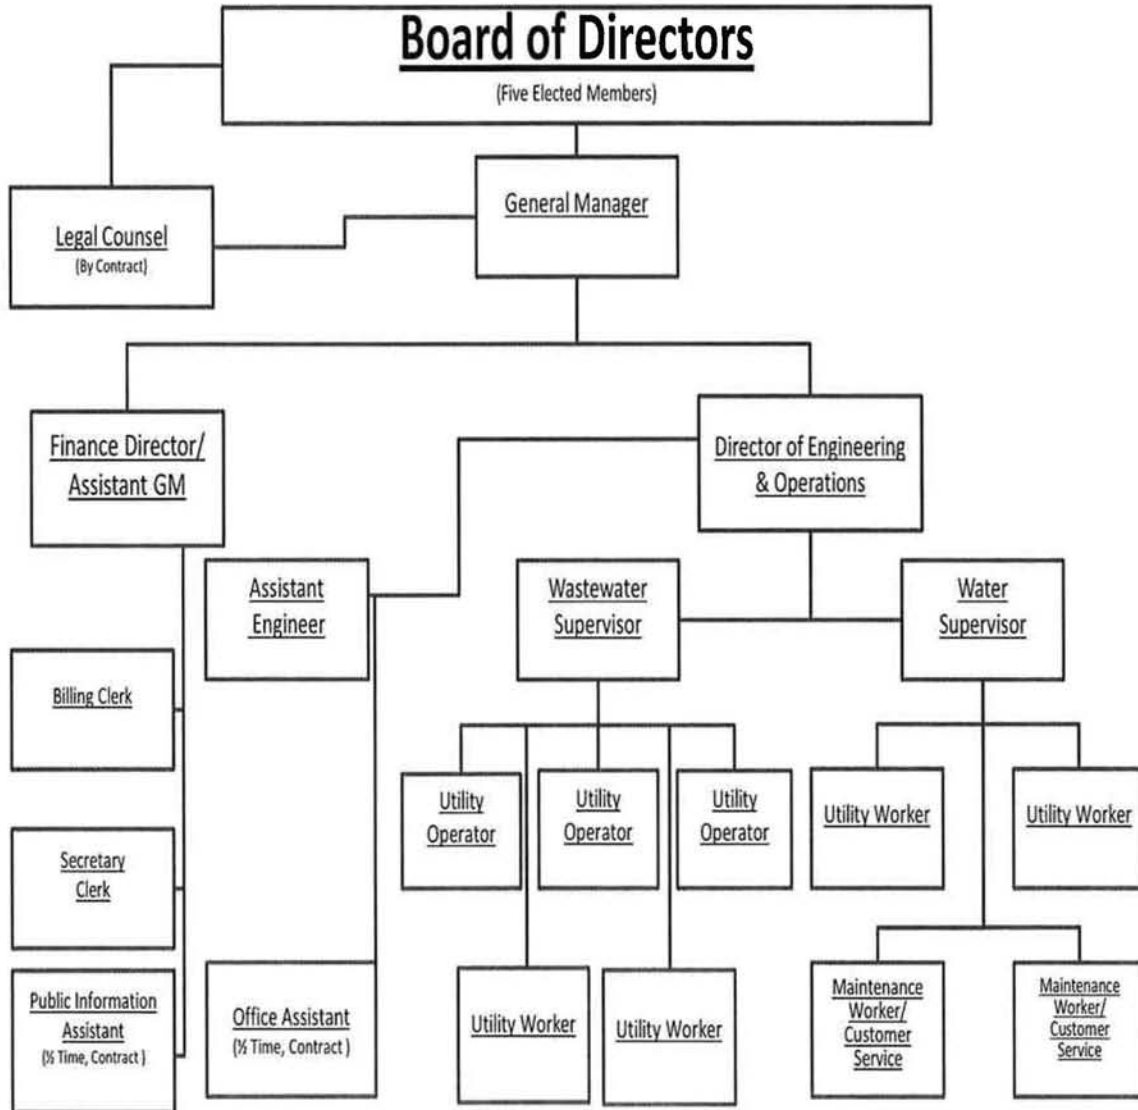 Board of Directors
(Five Elected Members)
General Manager
Legal Counsel
(By Contract)
Finance Director/
Assistant GM
Director of Engineering
& Operations
Assistant
Engineer
Wastewater
Supervisor
Water
Supervisor
Billing Clerk
Utility
Operator
Utility
Operator
Utility
Operator
Utility Worker
Utility Worker
Secretary
Clerk
Public Information
Assistant
(½ Time, Contract )
Office Assistant
(½ Time, Contract )
Utility Worker
Utility Worker
Maintenance
Worker/
Customer
Service
Maintenance
Worker/
Customer
Service